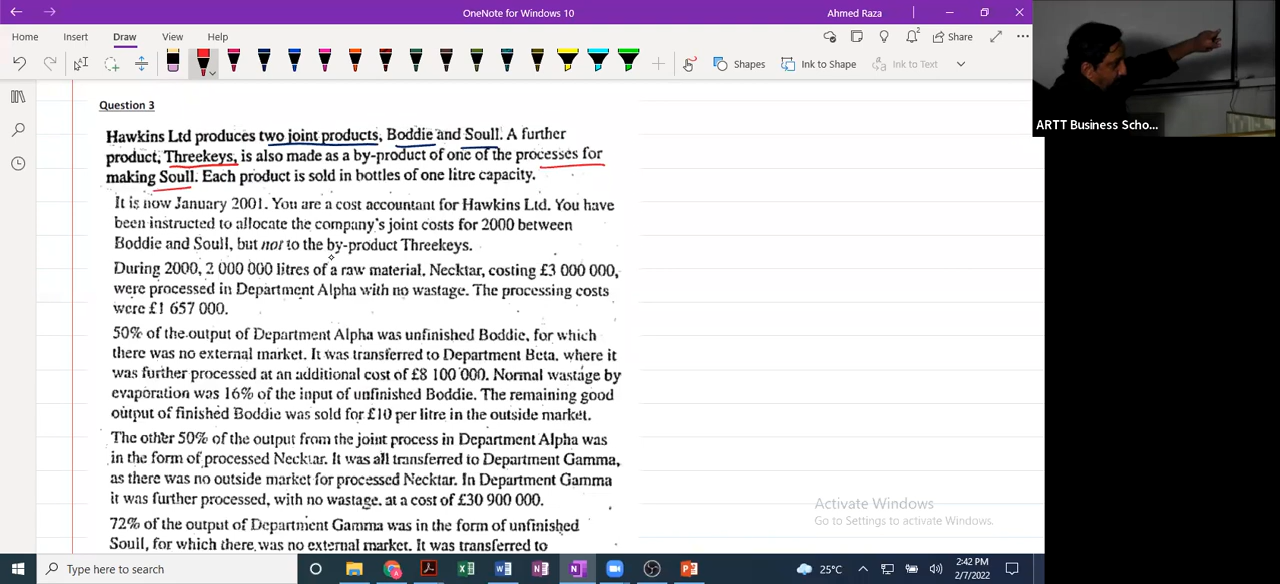 OneNote for Windows 10
Ahmed Raza
Home Insert Draw View Help
Share
Shapes
Ink to Shape
Ink to Text
ARTT Business Scho...
Question 3
Hawkins Ltd produces two joint products, Boddie and Soull. A further
product, Threekeys, is also made as a by-product of one of the processes for
making Soull. Each product is sold in bottles of one litre capacity.
It is now January 2001. You are a cost accountant for Hawkins Ltd. You have
been instructed to allocate the company's joint costs for 2000 between
Boddie and Soull, but not to the by-product Threekeys.
During 2000, 2 000 000 litres of a raw material, Necktar, costing £3 000 000,
were processed in Department Alpha with no wastage. The processing costs
were £1 657 000.
50% of the output of Department Alpha was unfinished Boddie, for which
there was no external market. It was transferred to Department Beta, where it
was further processed at an additional cost of £8 100 000. Normal wastage by
evaporation was 16% of the input of unfinished Boddie. The remaining good
output of finished Boddie was sold for £10 per litre in the outside market.
The other 50% of the output from the joint process in Department Alpha was
in the form of processed Necktar. It was all transferred to Department Gamma,
as there was no outside market for processed Necktar. In Department Gamma
it was further processed, with no wastage, at a cost of £30 900 000.
72% of the output of Department Gamma was in the form of unfinished
Soull, for which there was no external market. It was transferred to
Activate Windows
Go to Settings to activate Windows.
Type here to search
25°C
2:42 PM
2/7/2022